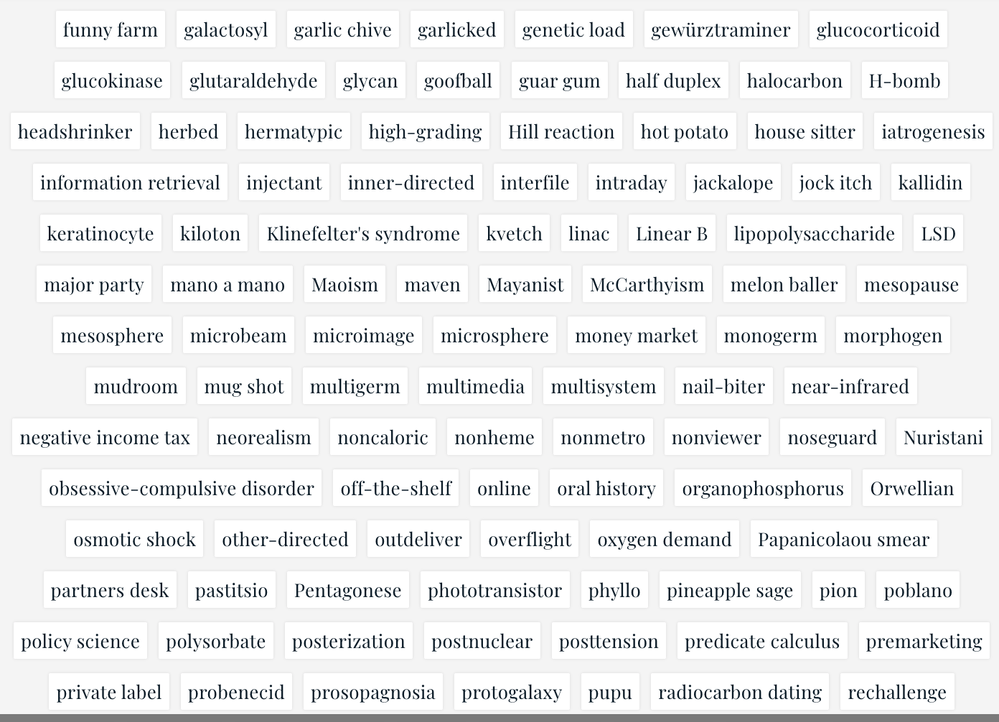 funny farm galactosyl garlic chive garlicked genetic load gewürztraminer glucocorticoid
glucokinase glutaraldehyde glycan goofball guar gum half duplex halocarbon H-bomb
headshrinker herbed hermatypic high-grading Hill reaction hot potato house sitter iatrogenesis
information retrieval injectant inner-directed interfile intraday jackalope jock itch kallidin
keratinocyte kiloton Klinefelter's syndrome kvetch linac Linear B lipopolysaccharide LSD
major party mano a mano Maoism maven Mayanist McCarthyism melon baller mesopause
mesosphere microbeam microimage microsphere money market monogerm morphogen
mudroom mug shot multigerm multimedia multisystem nail-biter near-infrared
negative income tax neorealism noncaloric nonheme nonmetro nonviewer noseguard Nuristani
obsessive-compulsive disorder off-the-shelf online oral history organophosphorus Orwellian
osmotic shock other-directed outdeliver overflight oxygen demand Papanicolaou smear
partners desk pastitsio Pentagonese phototransistor phyllo pineapple sage pion poblano
policy science polysorbate posterization postnuclear posttension predicate calculus premarketing
private label probenecid prosopagnosia protogalaxy pupu radiocarbon dating rechallenge